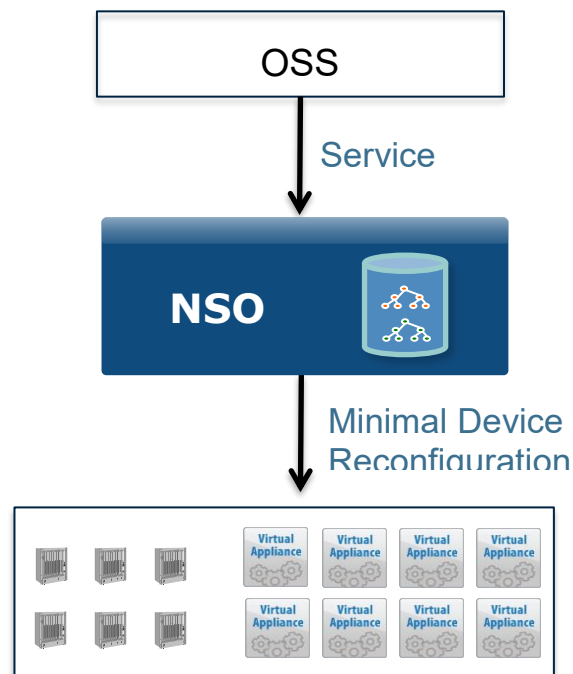 OSS
Service
NSO
Minimal Device
Reconfiguration
Virtual Virtual Virtual Virtual
Appliance Appliance Appliance Appliance
Virtual Virtual Virtual Virtual
Appliance Appliance Appliance Appliance